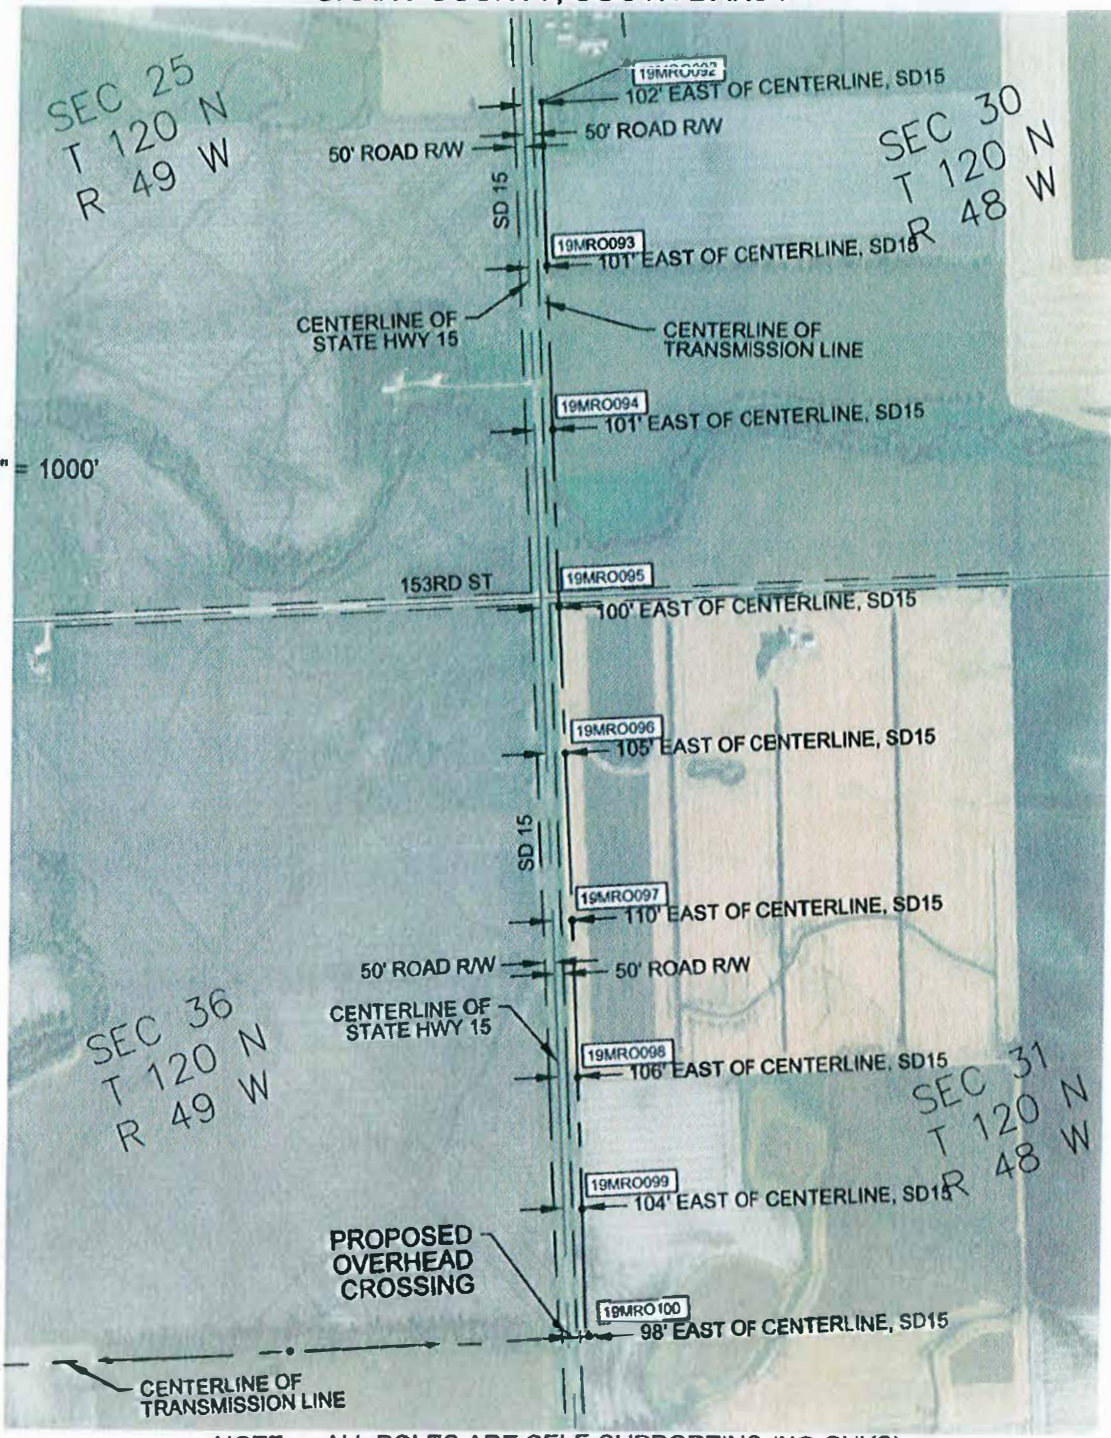 SEC 25
T 120 N
R 49 W
19MRO092
102' EAST OF CENTERLINE, SD15
SEC 30
T 120 N
R 48 W
50' ROAD R/W
50' ROAD R/W
SD 15
19MRO093
101' EAST OF CENTERLINE, SD15
CENTERLINE OF
STATE HWY 15
CENTERLINE OF
TRANSMISSION LINE
19MRO094
101' EAST OF CENTERLINE, SD15
" = 1000'
153RD ST
19MRO095
100' EAST OF CENTERLINE, SD15
19MRO096
105' EAST OF CENTERLINE, SD15
SD 15
19MRO097
110' EAST OF CENTERLINE, SD15
50' ROAD R/W
50' ROAD R/W
CENTERLINE OF
STATE HWY 15
SEC 36
T 120 N
R 49 W
19MRO098
106' EAST OF CENTERLINE, SD15
SEC 31
T 120 N
R 48 W
19MRO099
104' EAST OF CENTERLINE, SD15
PROPOSED
OVERHEAD
CROSSING
19MRO100
98' EAST OF CENTERLINE, SD15
CENTERLINE OF
TRANSMISSION LINE